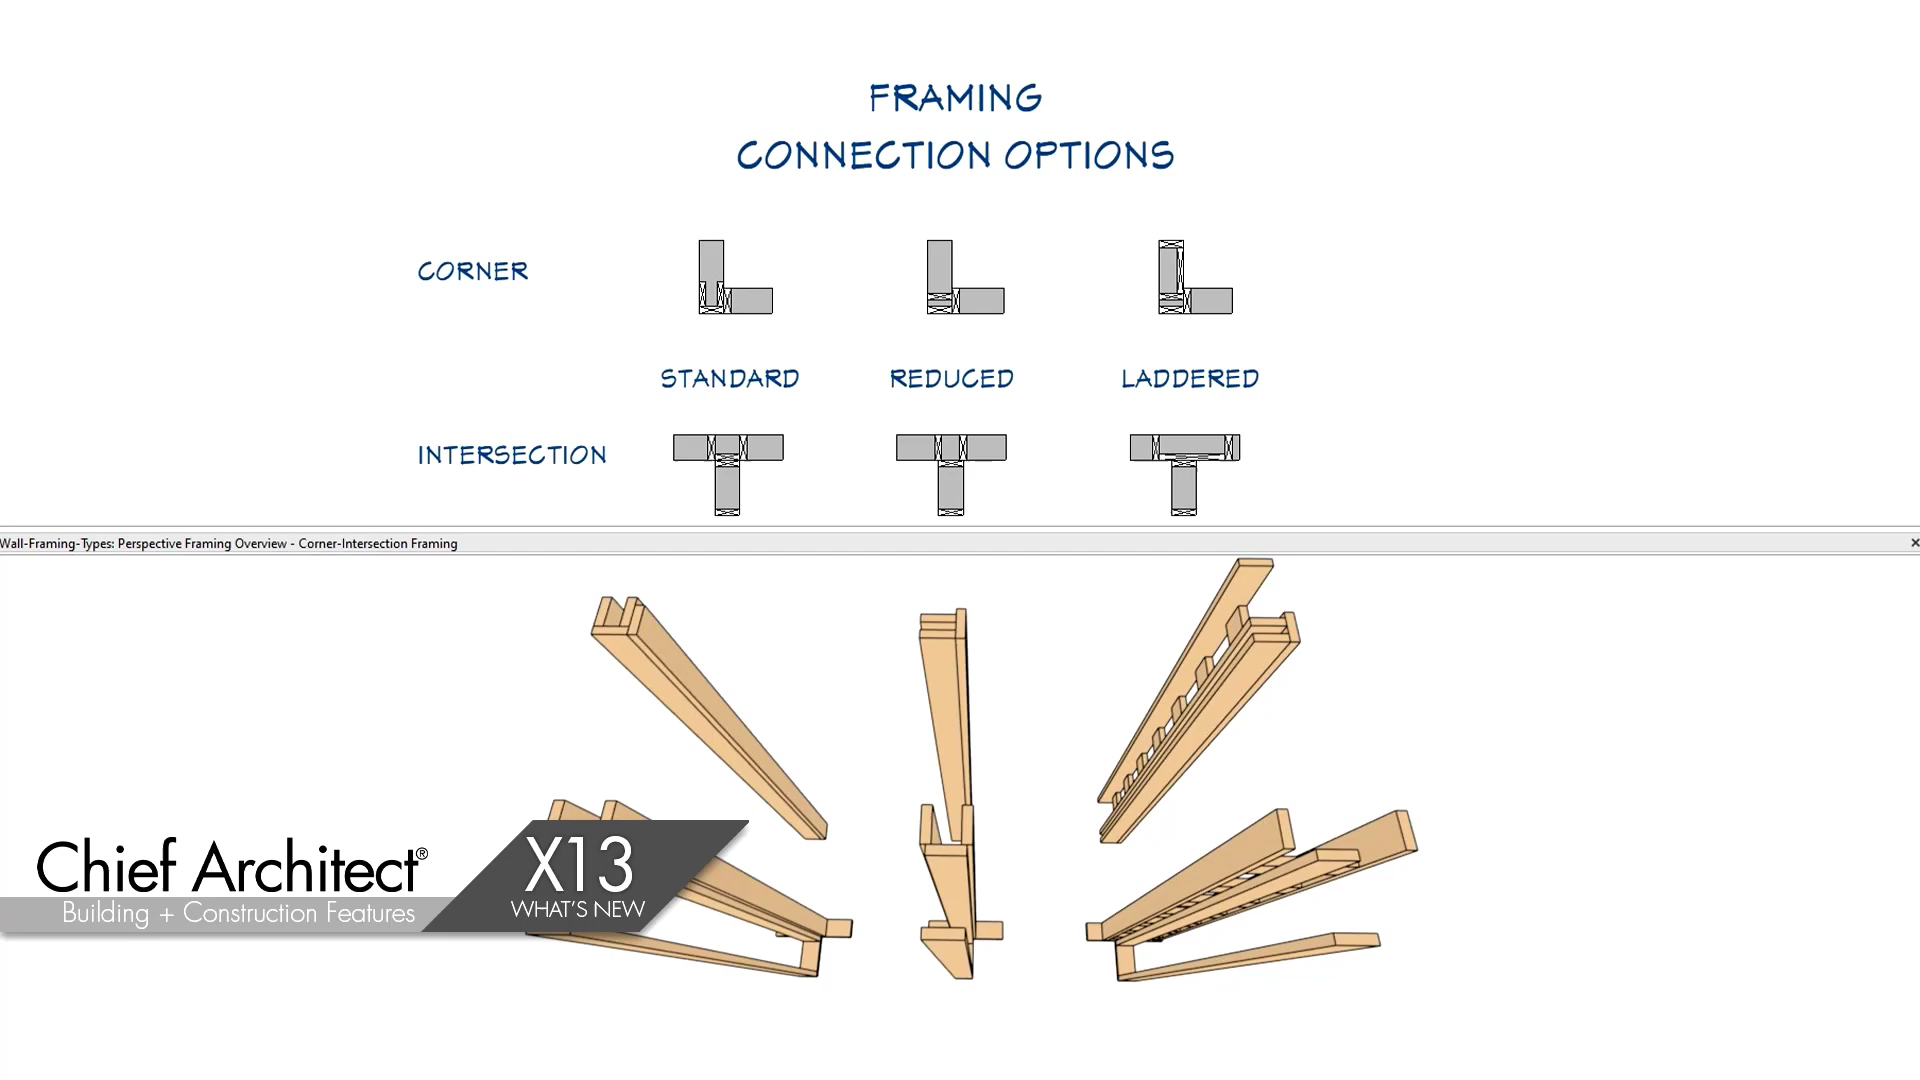 FRAMING
CONNECTION OPTIONS
CORNER
STANDARD REDUCED LADDERED
INTERSECTION
Wall-Framing-Types: Perspective Framing Overview - Corner-Intersection Framing
Chief Architect®
Building + Construction Features
X13
WHAT'S NEW